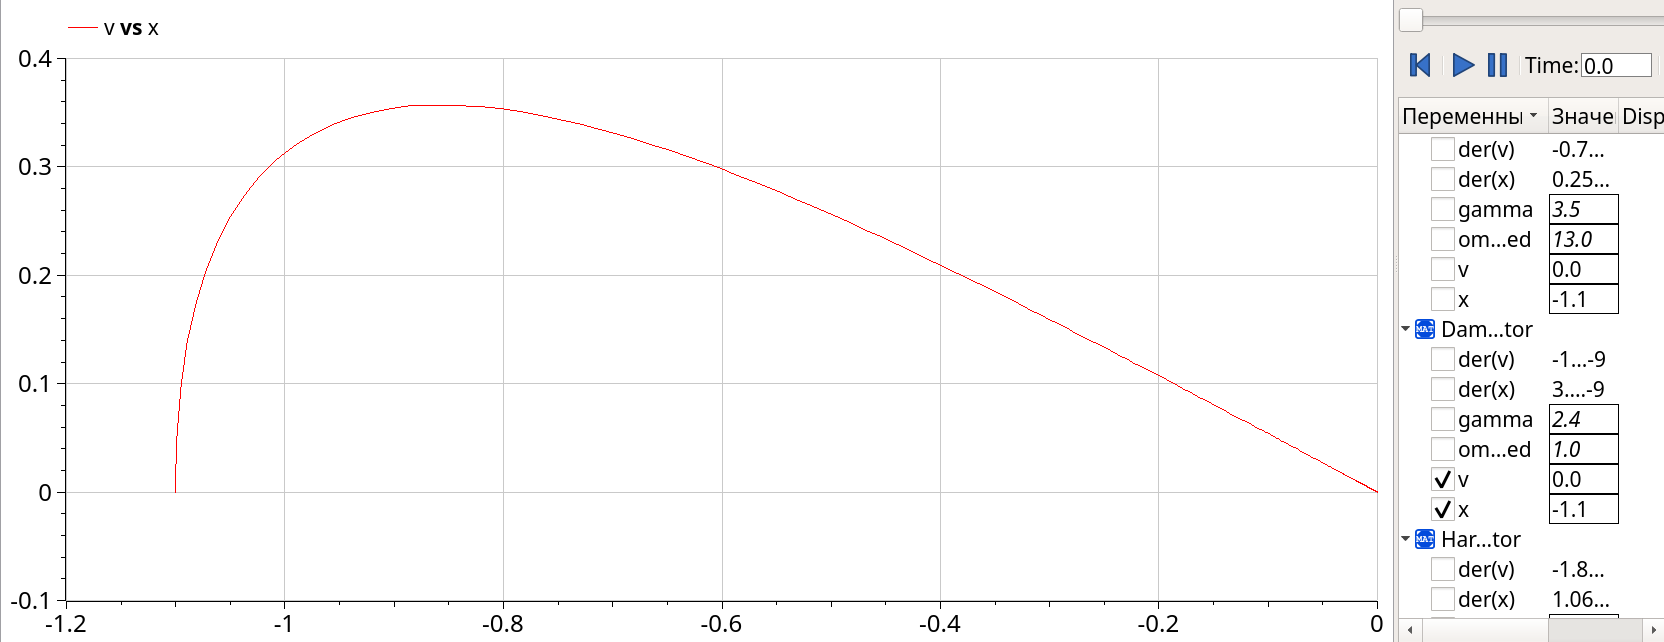 v vs x
0.4
0.3
0.2
0.1
0
-0.1
-1.2 -1 -0.8 -0.6 -0.4 -0.2 0
Time: 0.0
Переменны Значе Disp
der(v) -0.7...
der(x) 0.25...
gamma 3.5
om...ed 13.0
v 0.0
x -1.1
MAT Dam...tor
der(v) -1...-9
der(x) 3....-9
gamma 2.4
om...ed 1.0
v 0.0
x -1.1
MAT Har...tor
der(v) -1.8...
der(x) 1.06...